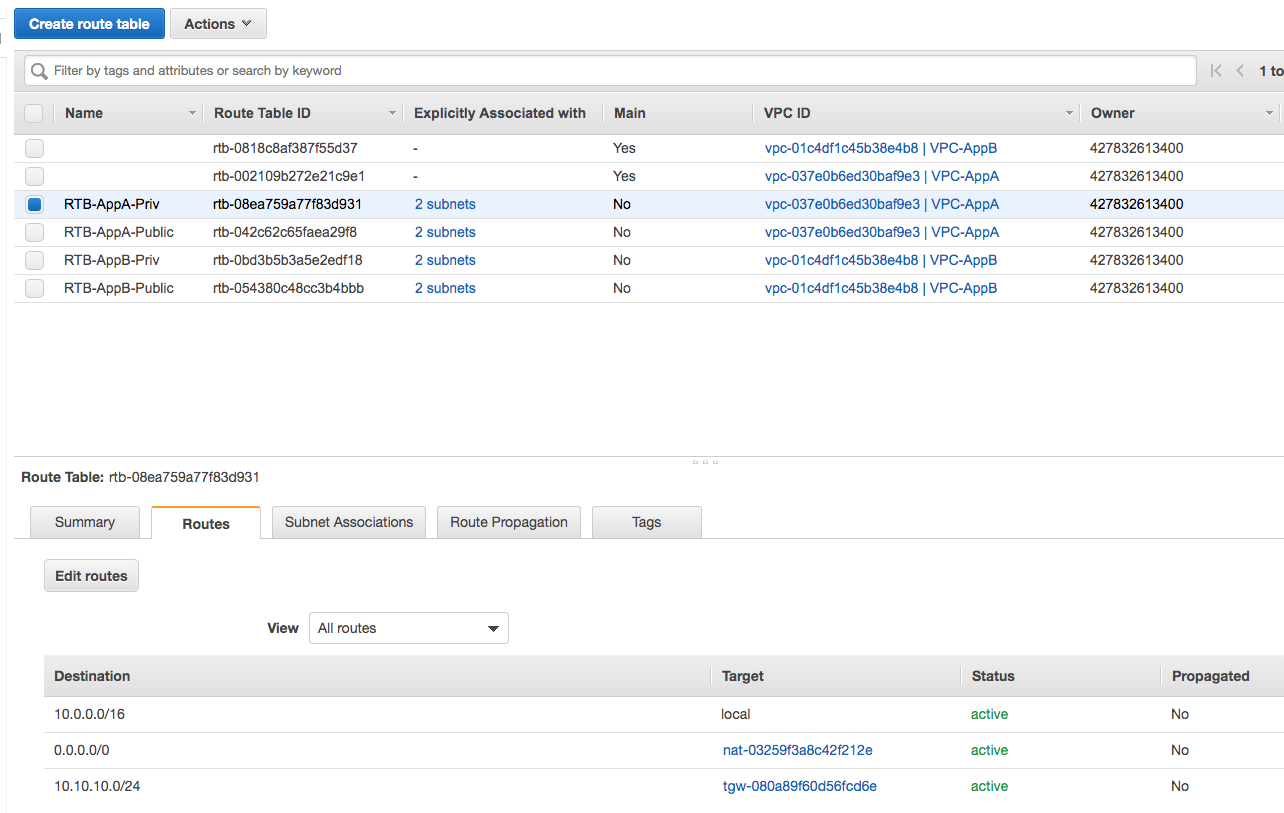 Create route table Actions
Filter by tags and attributes or search by keyword 1 to
Name Route Table ID Explicitly Associated with Main VPC ID Owner
rtb-0818c8af387f55d37 - Yes vpc-01c4df1c45b38e4b8 | VPC-AppB 427832613400
rtb-002109b272e21c9e1 - Yes vpc-037e0b6ed30baf9e3 | VPC-AppA 427832613400
RTB-AppA-Priv rtb-08ea759a77f83d931 2 subnets No vpc-037e0b6ed30baf9e3 | VPC-AppA 427832613400
RTB-AppA-Public rtb-042c62c65faea29f8 2 subnets No vpc-037e0b6ed30baf9e3 | VPC-AppA 427832613400
RTB-AppB-Priv rtb-0bd3b5b3a5e2edf18 2 subnets No vpc-01c4df1c45b38e4b8 | VPC-AppB 427832613400
RTB-AppB-Public rtb-054380c48cc3b4bbb 2 subnets No vpc-01c4df1c45b38e4b8 | VPC-AppB 427832613400
Route Table: rtb-08ea759a77f83d931
Summary Routes Subnet Associations Route Propagation Tags
Edit routes
View All routes
Destination Target Status Propagated
10.0.0.0/16 local active No
0.0.0.0/0 nat-03259f3a8c42f212e active No
10.10.10.0/24 tgw-080a89f60d56fcd6e active No